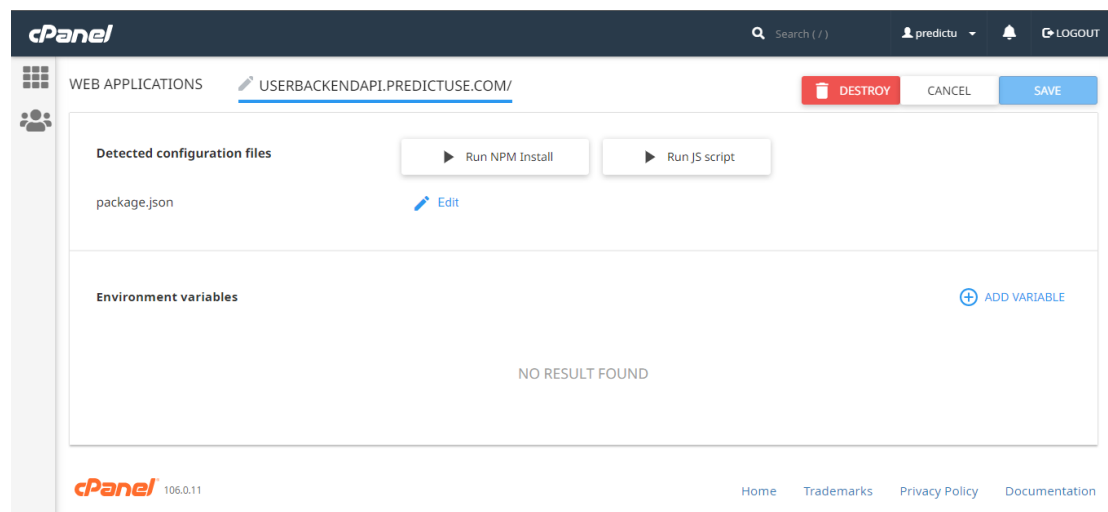 cPanel Search ( / ) predictu LOGOUT
WEB APPLICATIONS USERBACKENDAPI.PREDICTUSE.COM/ DESTROY CANCEL SAVE
Detected configuration files Run NPM Install Run JS script
package.json Edit
Environment variables ADD VARIABLE
NO RESULT FOUND
cPanel 106.0.11 Home Trademarks Privacy Policy Documentation